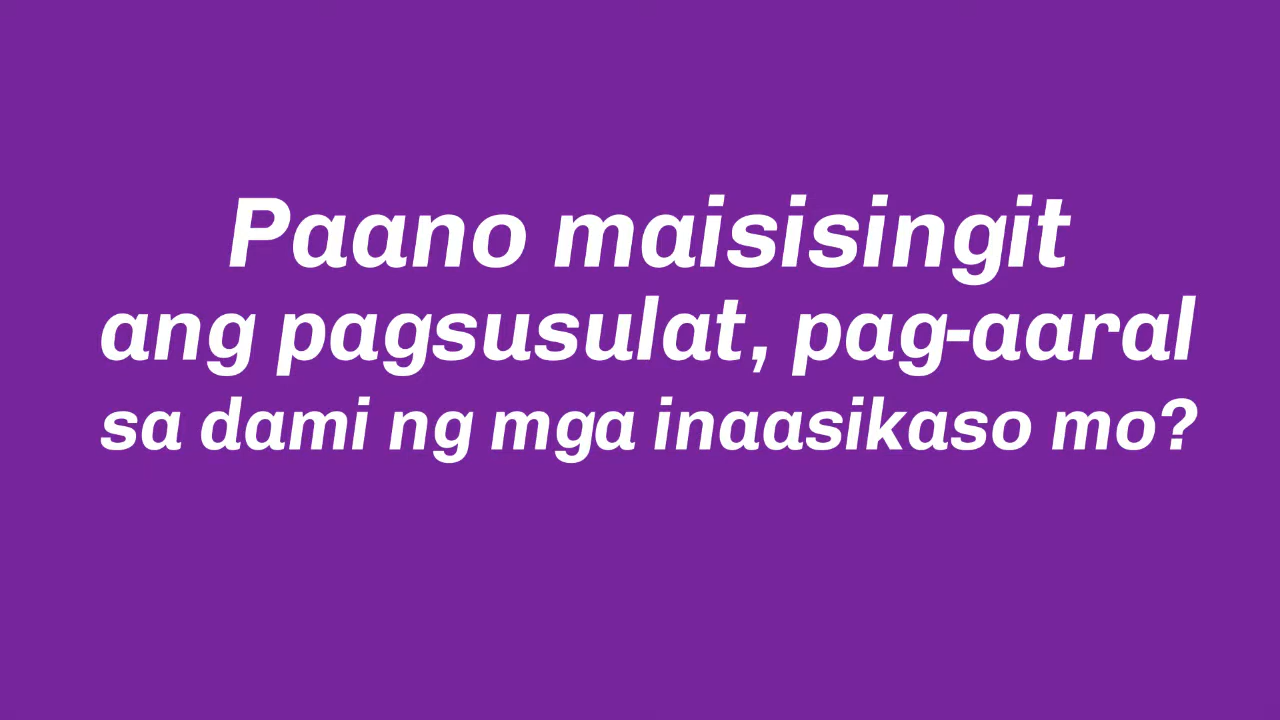 Paano maisisingit
ang pagsusulat, pag-aaral
sa dami ng mga inaasikaso mo?